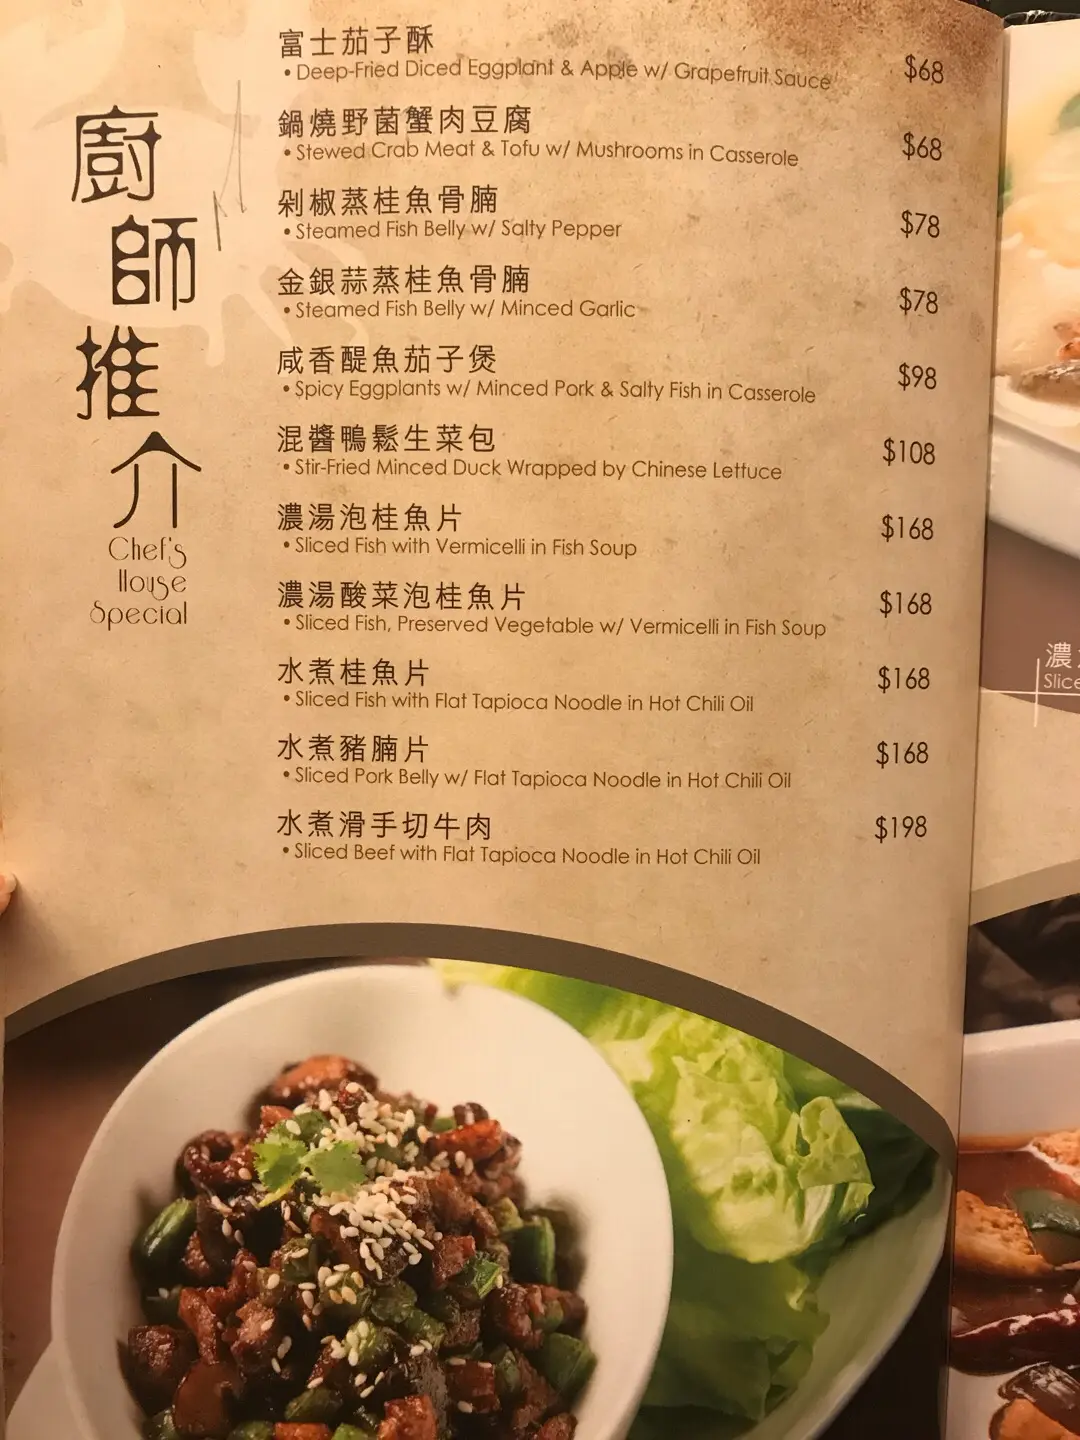 廚師推介
Chef's
House
Special
富士茄子酥
• Deep-Fried Diced Eggplant & Apple w/ Grapefruit Sauce
$68
鍋燒野菌蟹肉豆腐
• Stewed Crab Meat & Tofu w/ Mushrooms in Casserole
$68
剁椒蒸桂魚骨腩
• Steamed Fish Belly w/ Salty Pepper
$78
金銀蒜蒸桂魚骨腩
• Steamed Fish Belly w/ Minced Garlic
$78
咸香醍魚茄子煲
• Spicy Eggplants w/ Minced Pork & Salty Fish in Casserole
$98
混醬鴨鬆生菜包
• Stir-Fried Minced Duck Wrapped by Chinese Lettuce
$108
濃湯泡桂魚片
• Sliced Fish with Vermicelli in Fish Soup
$168
濃湯酸菜泡桂魚片
• Sliced Fish, Preserved Vegetable w/ Vermicelli in Fish Soup
$168
水煮桂魚片
• Sliced Fish with Flat Tapioca Noodle in Hot Chili Oil
$168
水煮豬腩片
• Sliced Pork Belly w/ Flat Tapioca Noodle in Hot Chili Oil
$168
水煮滑手切牛肉
• Sliced Beef with Flat Tapioca Noodle in Hot Chili Oil
$198
濃
Slice